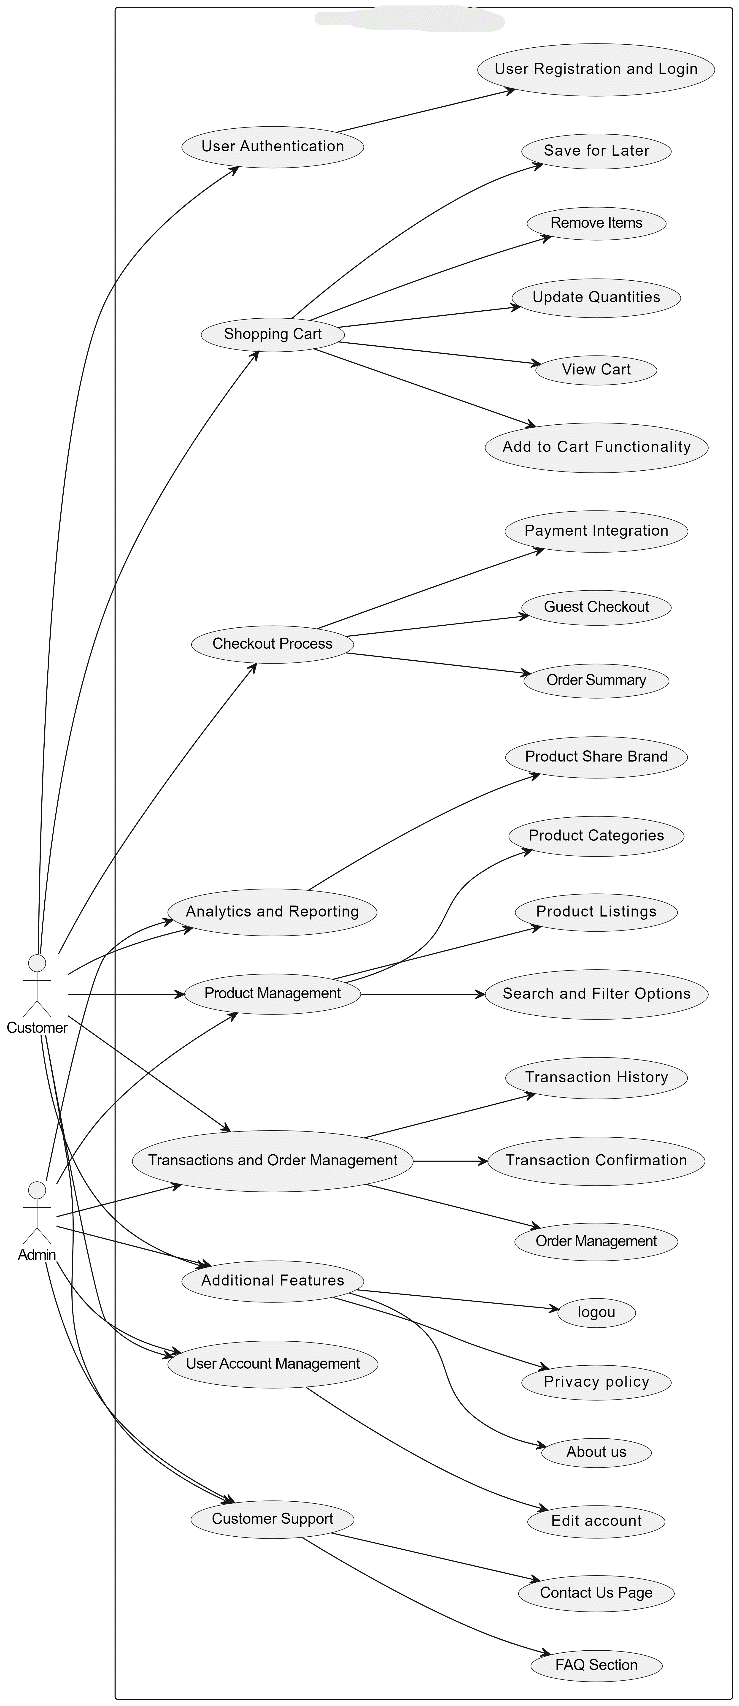 User Registration and Login
User Authentication
Save for Later
Remove Items
Update Quantities
Shopping Cart
View Cart
Add to Cart Functionality
Payment Integration
Guest Checkout
Checkout Process
Order Summary
Product Share Brand
Product Categories
Analytics and Reporting
Product Listings
Product Management
Search and Filter Options
Customer
Transaction History
Transactions and Order Management
Transaction Confirmation
Order Management
Admin
Additional Features
logou
User Account Management
Privacy policy
About us
Customer Support
Edit account
Contact Us Page
FAQ Section